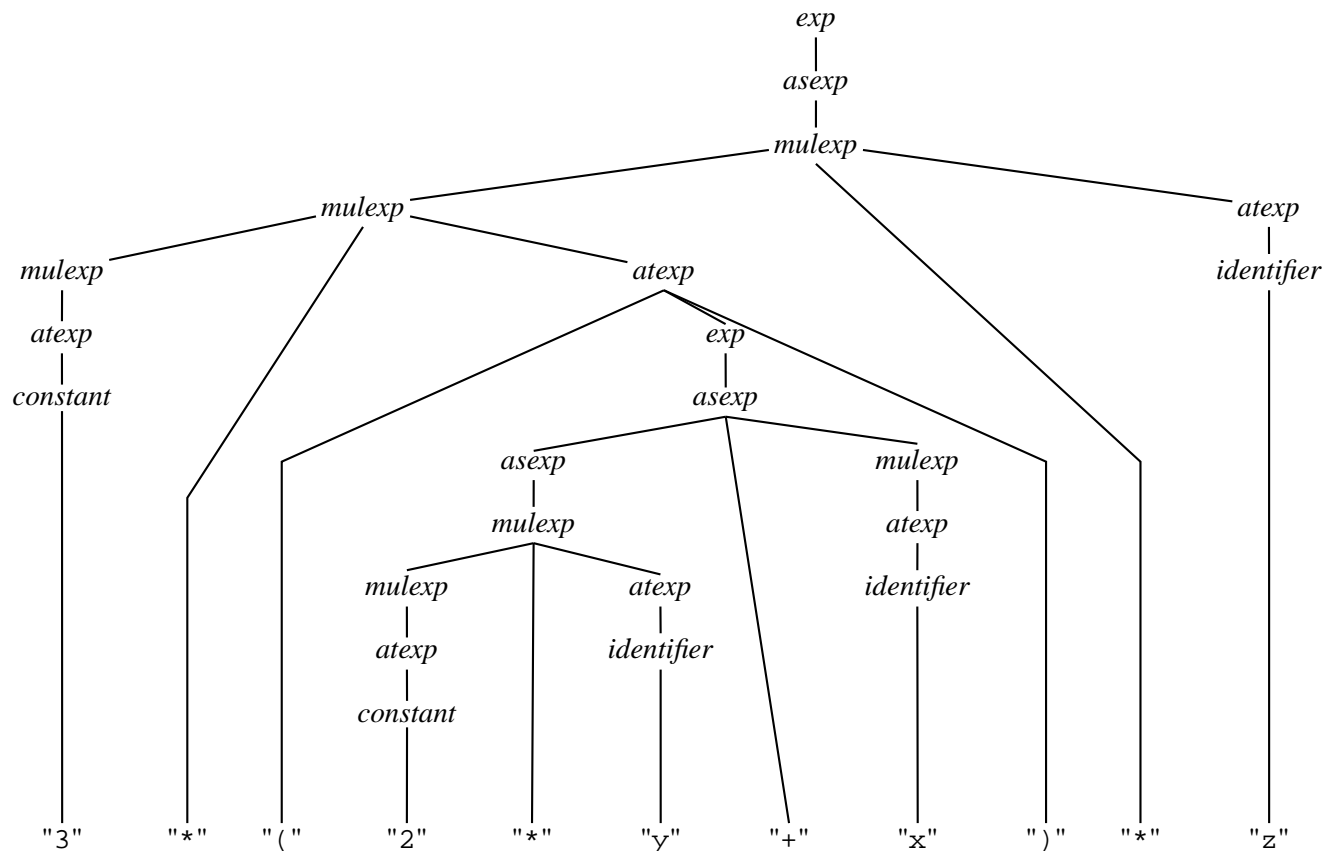 exp
asexp
mulexp
mulexp atexp
mulexp atexp identifier
atexp exp
constant asexp
asexp mulexp
mulexp atexp
mulexp atexp identifier
atexp identifier
constant
"3" "*" "(" "2" "*" "y" "+" "x" ")" "*" "z"